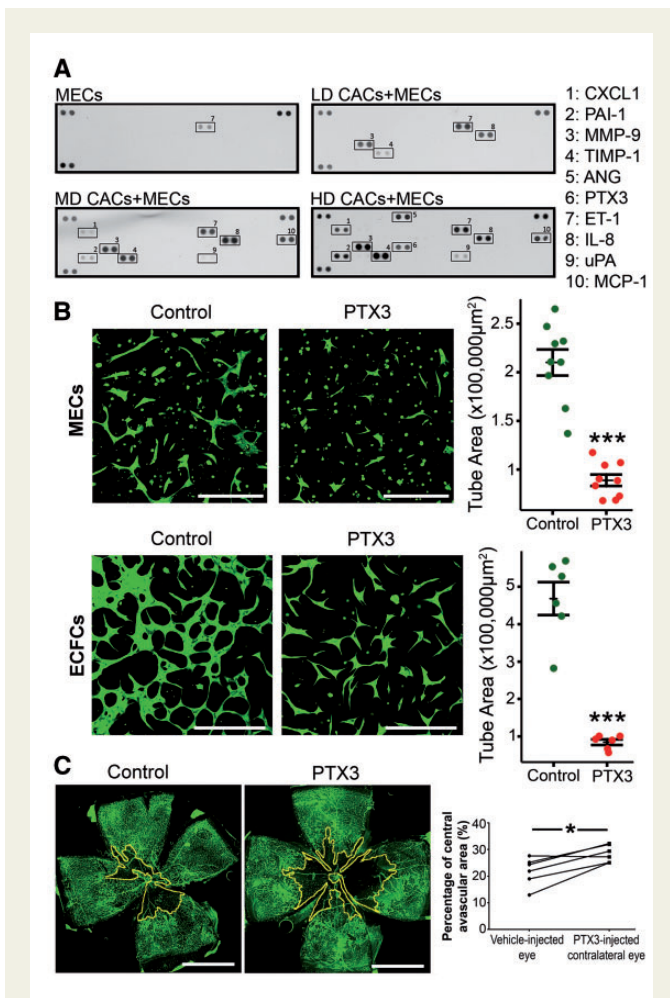 A
MECs
7
LD CACs+MECs
7
8
3
4
MD CACs+MECs
1
7
8
10
3
2
4
9
HD CACs+MECs
5
1
7
8
10
3
6
2
4
9
1: CXCL1
2: PAI-1
3: MMP-9
4: TIMP-1
5: ANG
6: PTX3
7: ET-1
8: IL-8
9: uPA
10: MCP-1
B
Control
PTX3
MECs
Tube Area (x100,000µm²)
2.5
2
1.5
1
***
Control
PTX3
Control
PTX3
ECFCs
Tube Area (x100,000µm²)
5
4
3
2
1
***
Control
PTX3
C
Control
PTX3
Percentage of central
avascular area (%)
40
30
20
10
0
*
Vehicle-injected
eye
PTX3-injected
contralateral eye